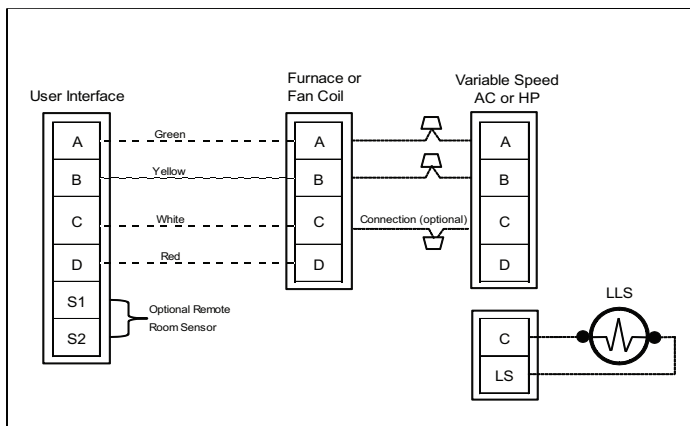 User Interface
Furnace or
Fan Coil
Variable Speed
AC or HP
A
Green
A
A
B
Yellow
B
B
C
White
C
Connection (optional)
C
D
Red
D
D
S1
S2
Optional Remote
Room Sensor
LLS
C
LS